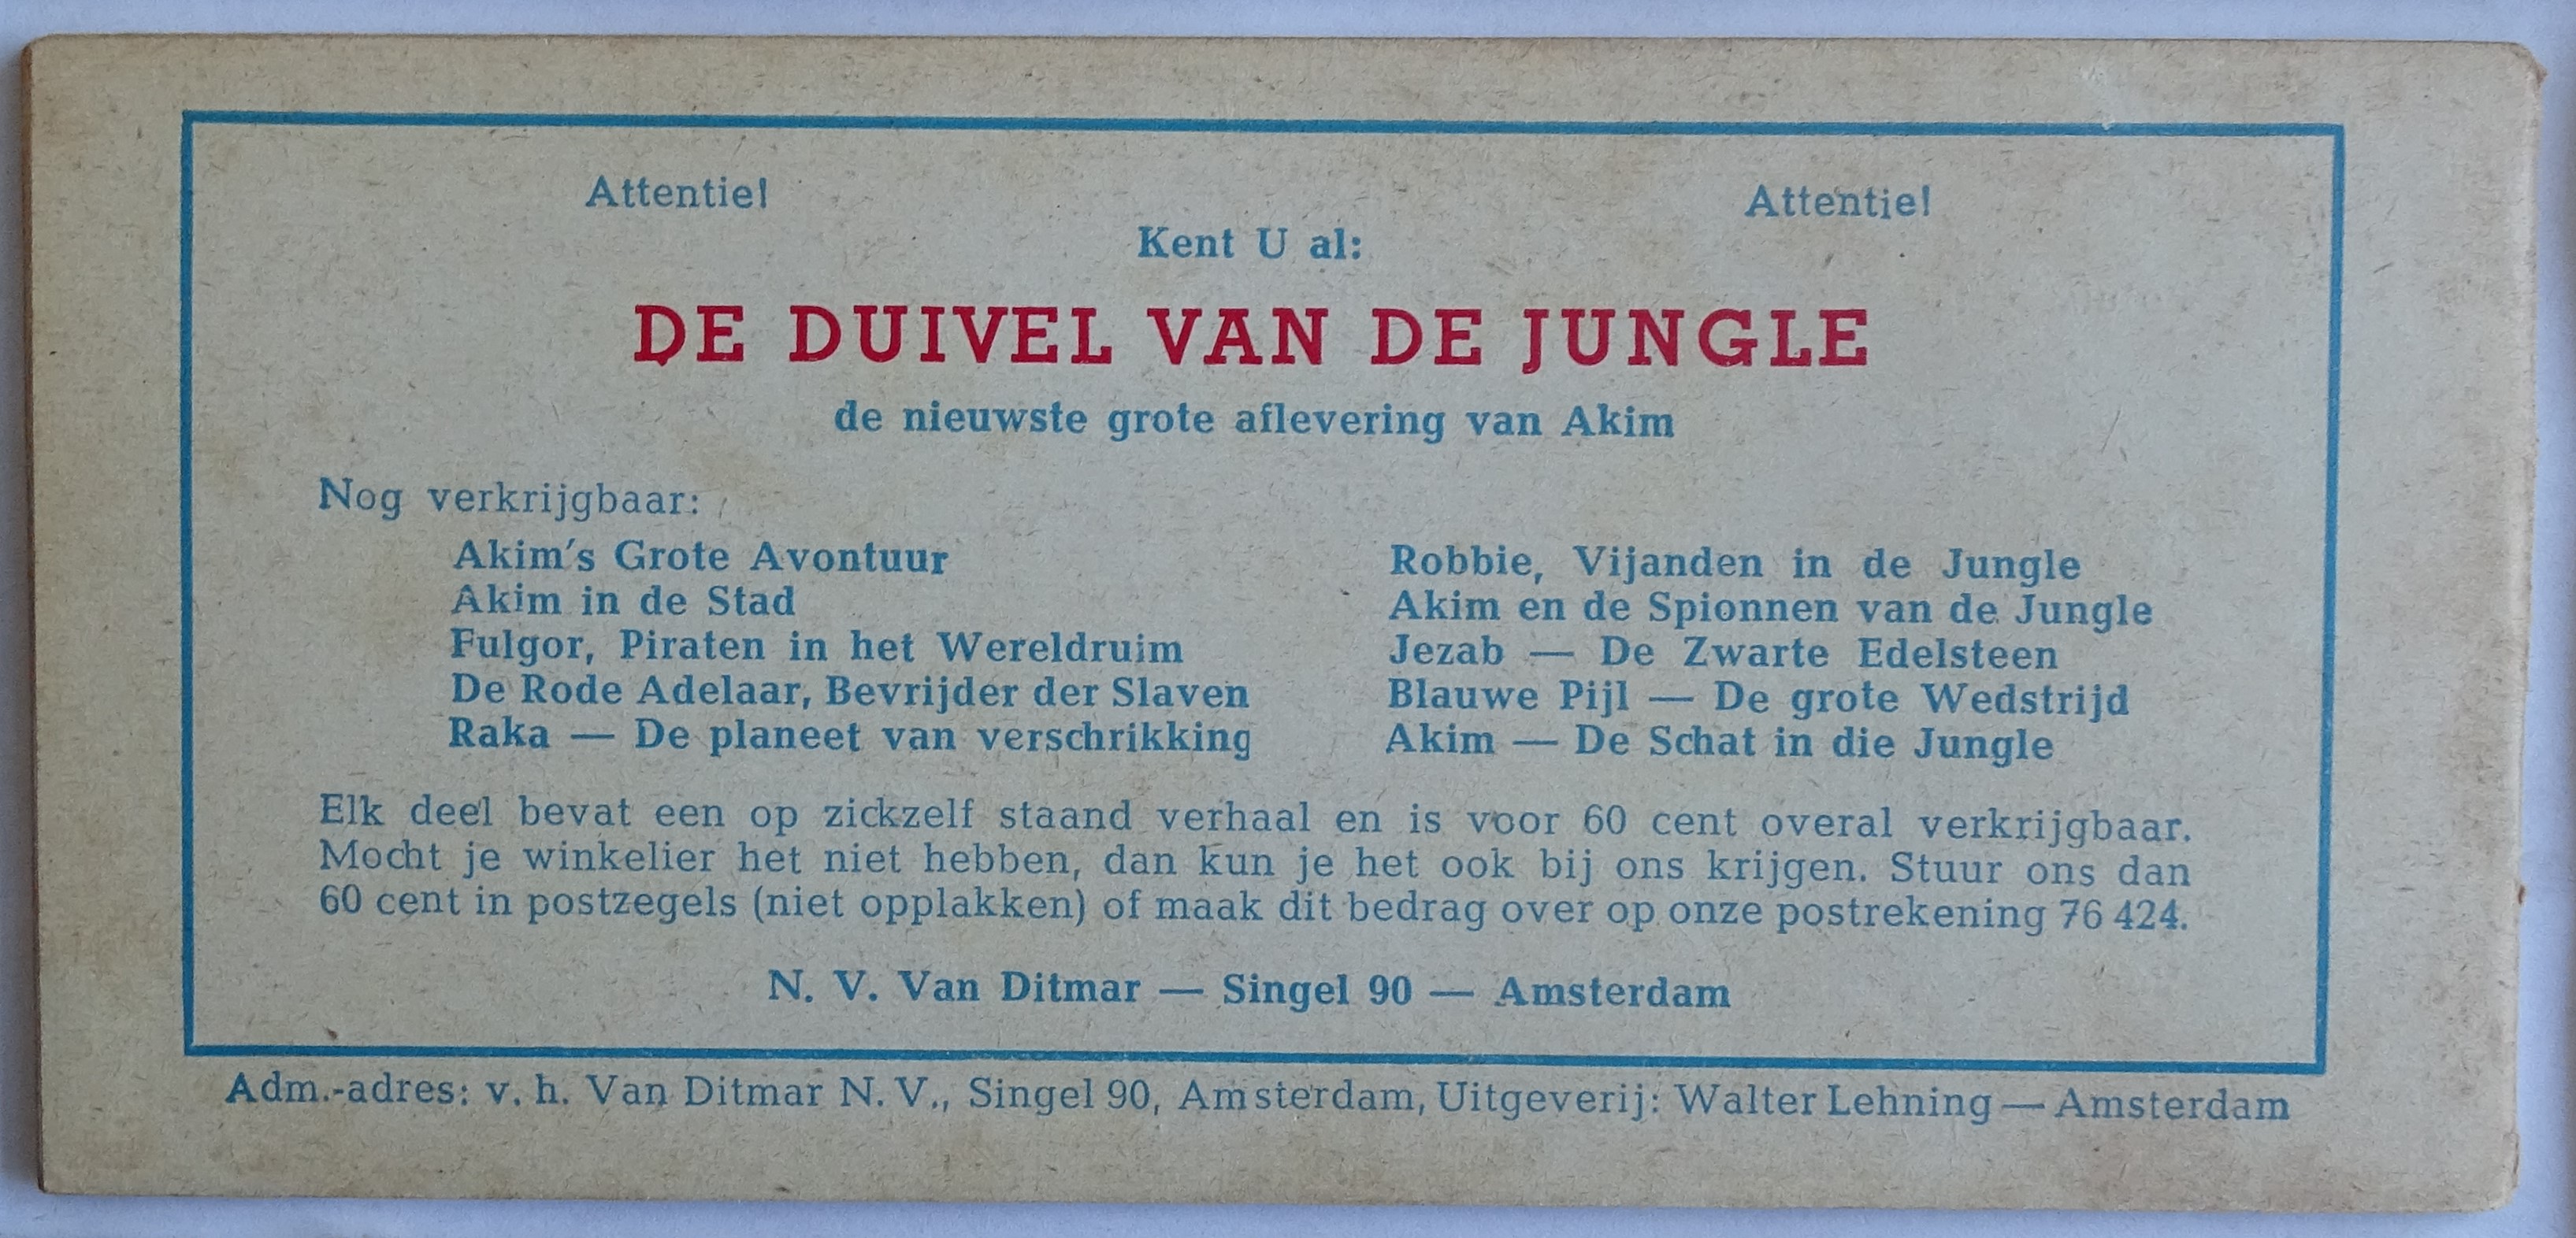 Attentie! Attentie!
Kent U al:
DE DUIVEL VAN DE JUNGLE
de nieuwste grote aflevering van Akim
Nog verkrijgbaar:
Akim's Grote Avontuur
Akim in de Stad
Fulgor, Piraten in het Wereldruim
De Rode Adelaar, Bevrijder der Slaven
Raka — De planeet van verschrikking
Robbie, Vijanden in de Jungle
Akim en de Spionnen van de Jungle
Jezab — De Zwarte Edelsteen
Blauwe Pijl — De grote Wedstrijd
Akim — De Schat in die Jungle
Elk deel bevat een op zickzelf staand verhaal en is voor 60 cent overal verkrijgbaar.
Mocht je winkelier het niet hebben, dan kun je het ook bij ons krijgen. Stuur ons dan
60 cent in postzegels (niet opplakken) of maak dit bedrag over op onze postrekening 76 424.
N. V. Van Ditmar — Singel 90 — Amsterdam
Adm.-adres: v. h. Van Ditmar N. V., Singel 90, Amsterdam, Uitgeverij: Walter Lehning — Amsterdam